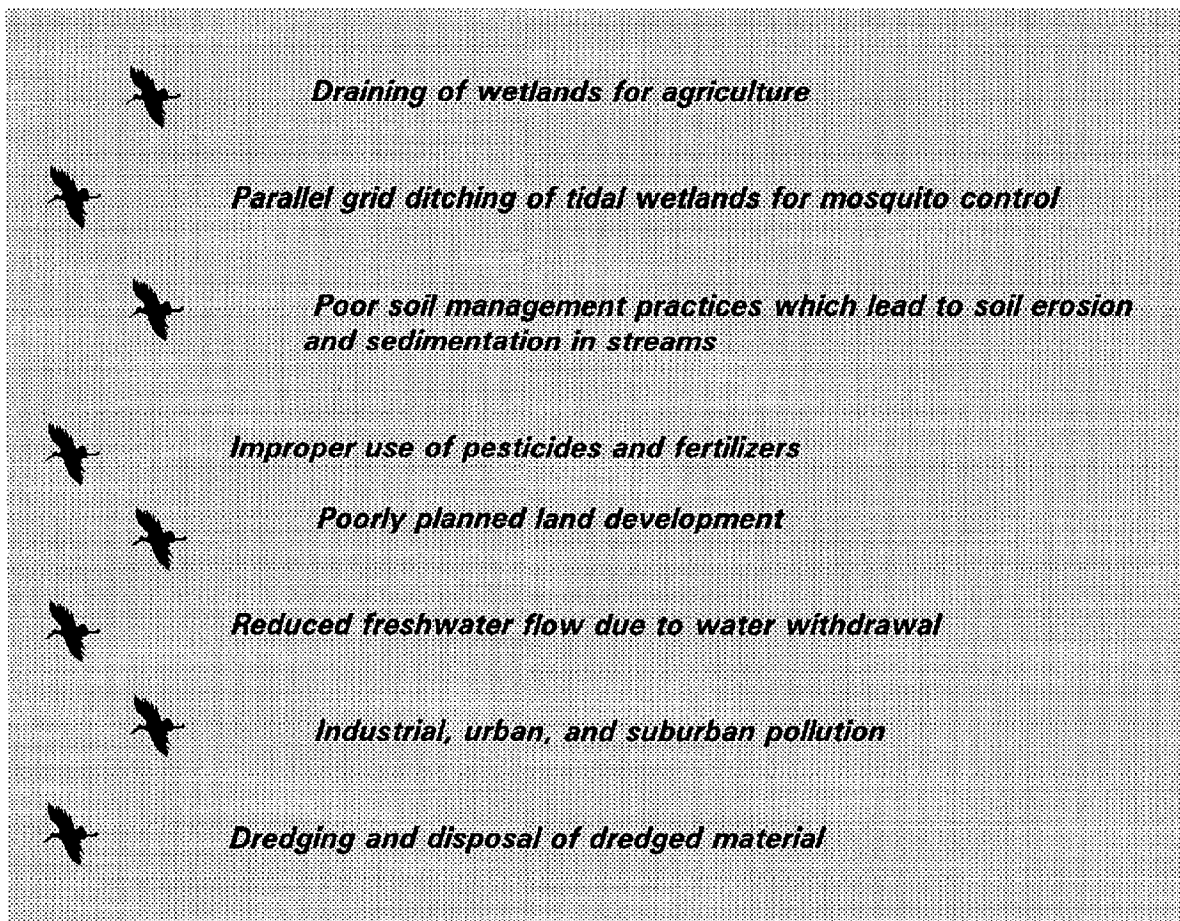 Draining of wetlands for agriculture
Parallel grid ditching of tidal wetlands for mosquito control
Poor soil management practices which lead to soil erosion
and sedimentation in streams
Improper use of pesticides and fertilizers
Poorly planned land development
Reduced freshwater flow due to water withdrawal
Industrial, urban, and suburban pollution
Dredging and disposal of dredged material